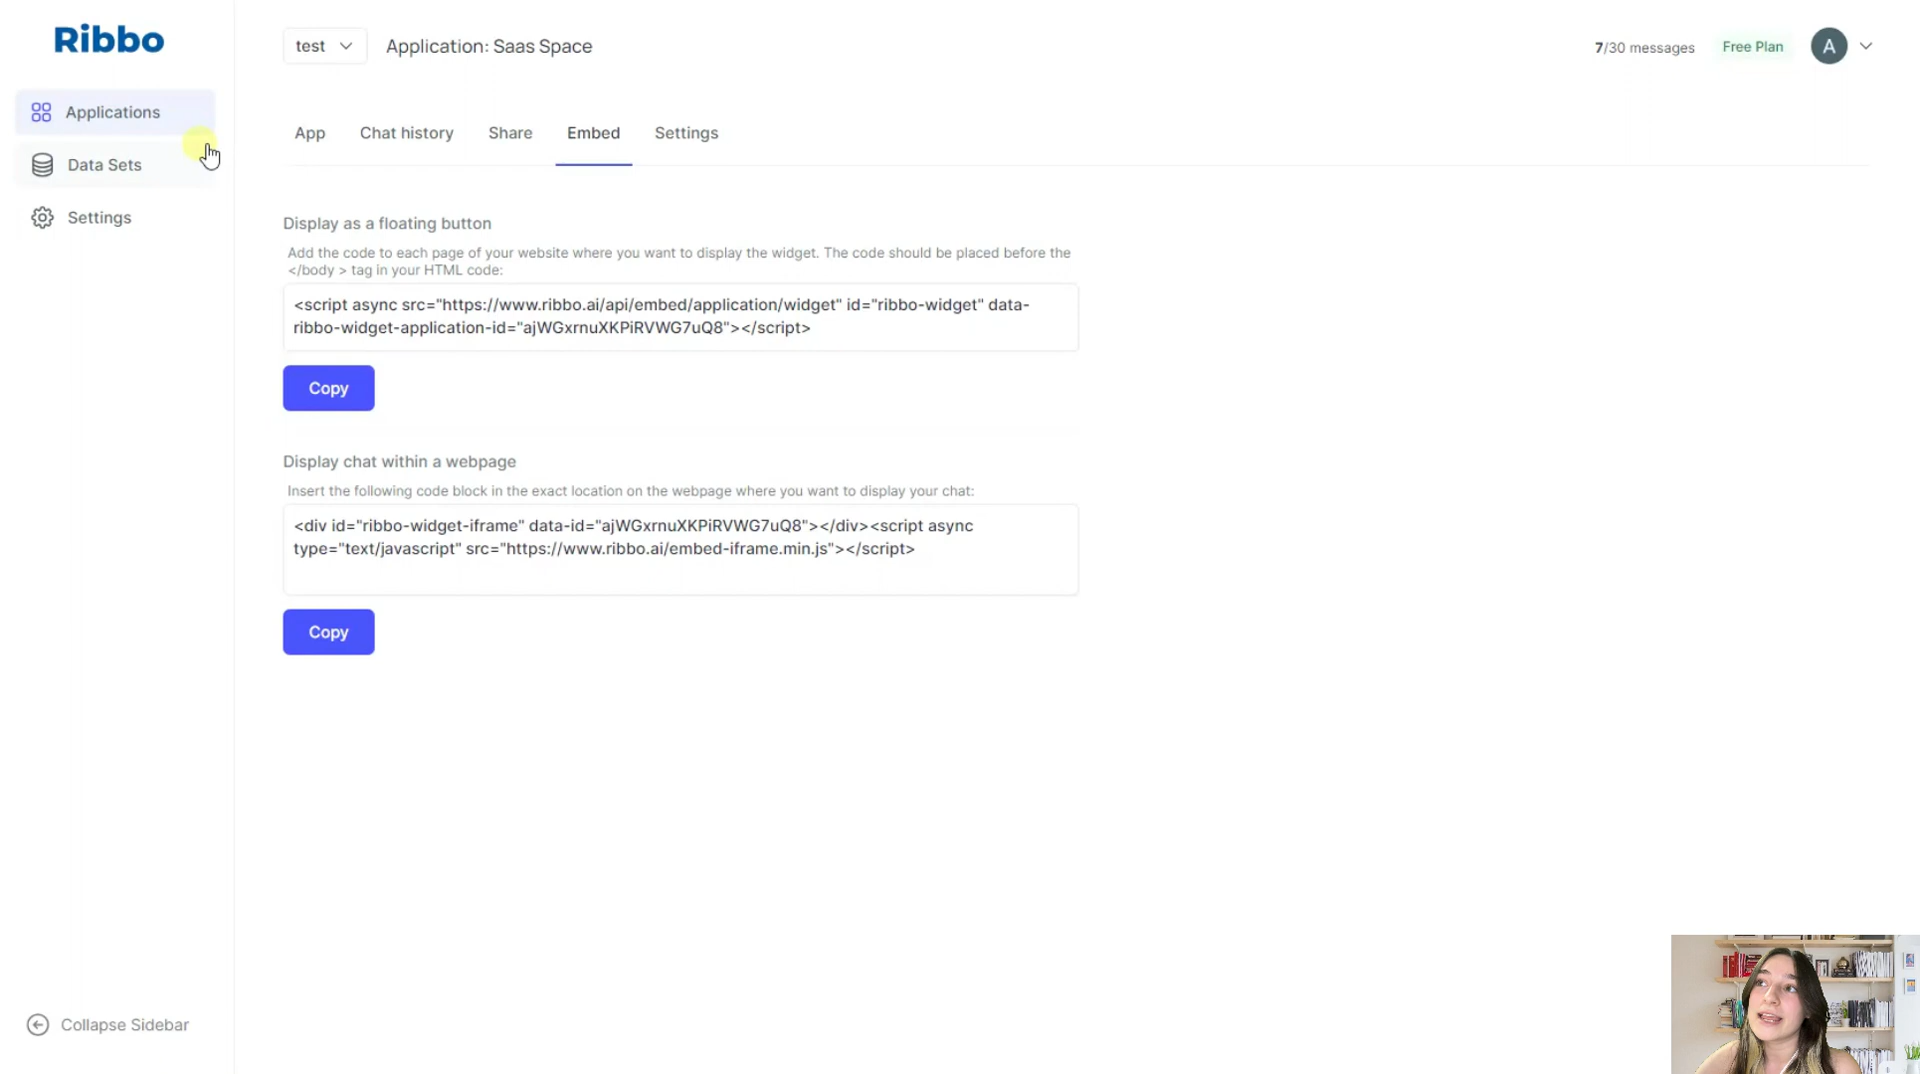 Ribbo
test
Application: Saas Space
7/30 messages
Free Plan
A
Applications
Data Sets
Settings
App
Chat history
Share
Embed
Settings
Display as a floating button
Add the code to each page of your website where you want to display the widget. The code should be placed before the
</body > tag in your HTML code:
<script async src="https://www.ribbo.ai/api/embed/application/widget" id="ribbo-widget" data-
ribbo-widget-application-id="ajWGxrnuXKPiRVWG7uQ8"></script>
Copy
Display chat within a webpage
Insert the following code block in the exact location on the webpage where you want to display your chat:
<div id="ribbo-widget-iframe" data-id="ajWGxrnuXKPiRVWG7uQ8"></div><script async
type="text/javascript" src="https://www.ribbo.ai/embed-iframe.min.js"></script>
Copy
Collapse Sidebar